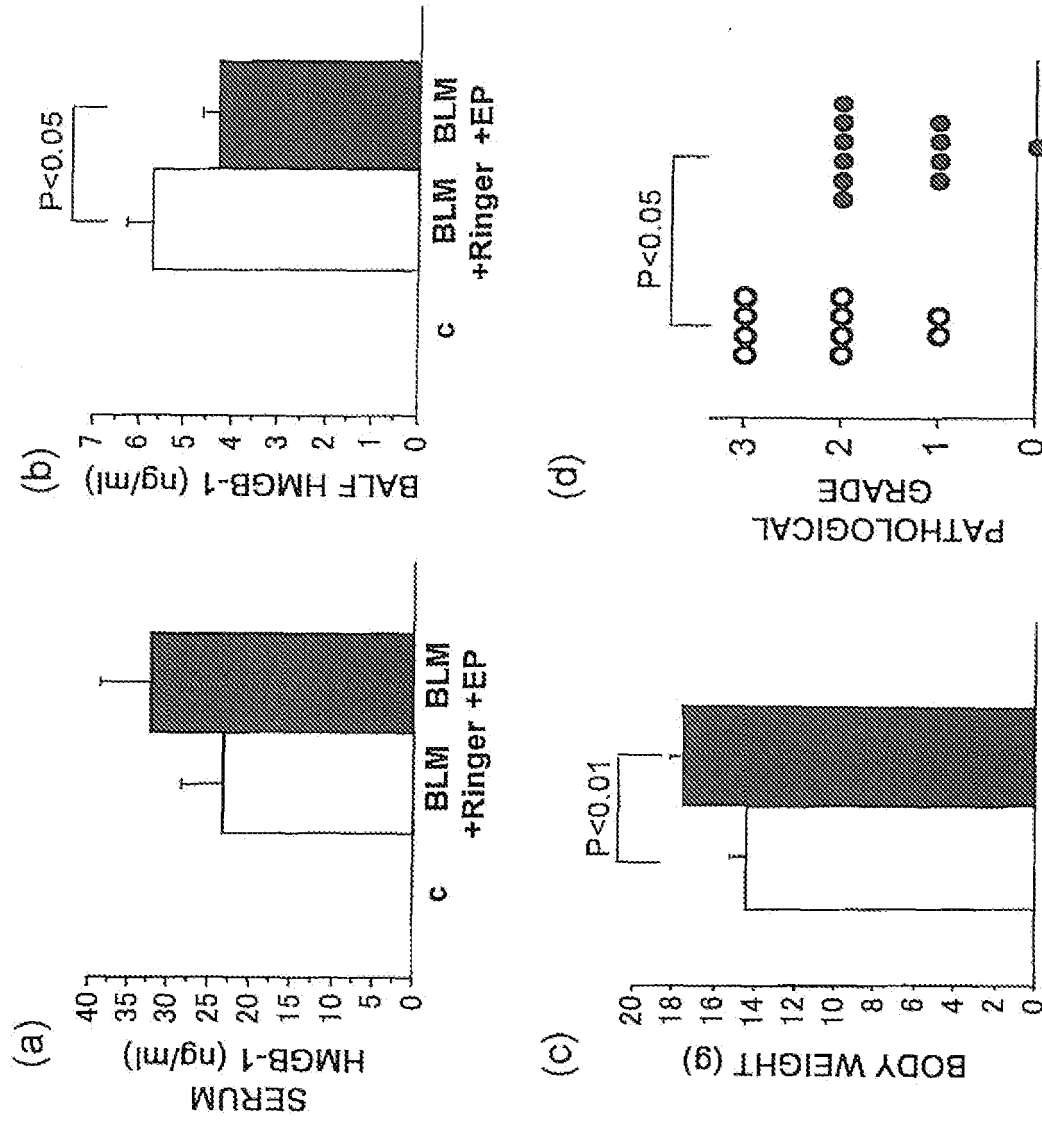 (a)
SERUM
HMGB-1 (ng/ml)
40
35
30
25
20
15
10
5
0
c
BLM BLM
+Ringer +EP
(b)
BALF HMGB-1 (ng/ml)
7
6
5
4
3
2
1
0
P<0.05
c
BLM BLM
+Ringer +EP
(c)
BODY WEIGHT (g)
20
18
16
14
12
10
8
6
4
2
0
P<0.01
(d)
PATHOLOGICAL
GRADE
3
2
1
0
P<0.05